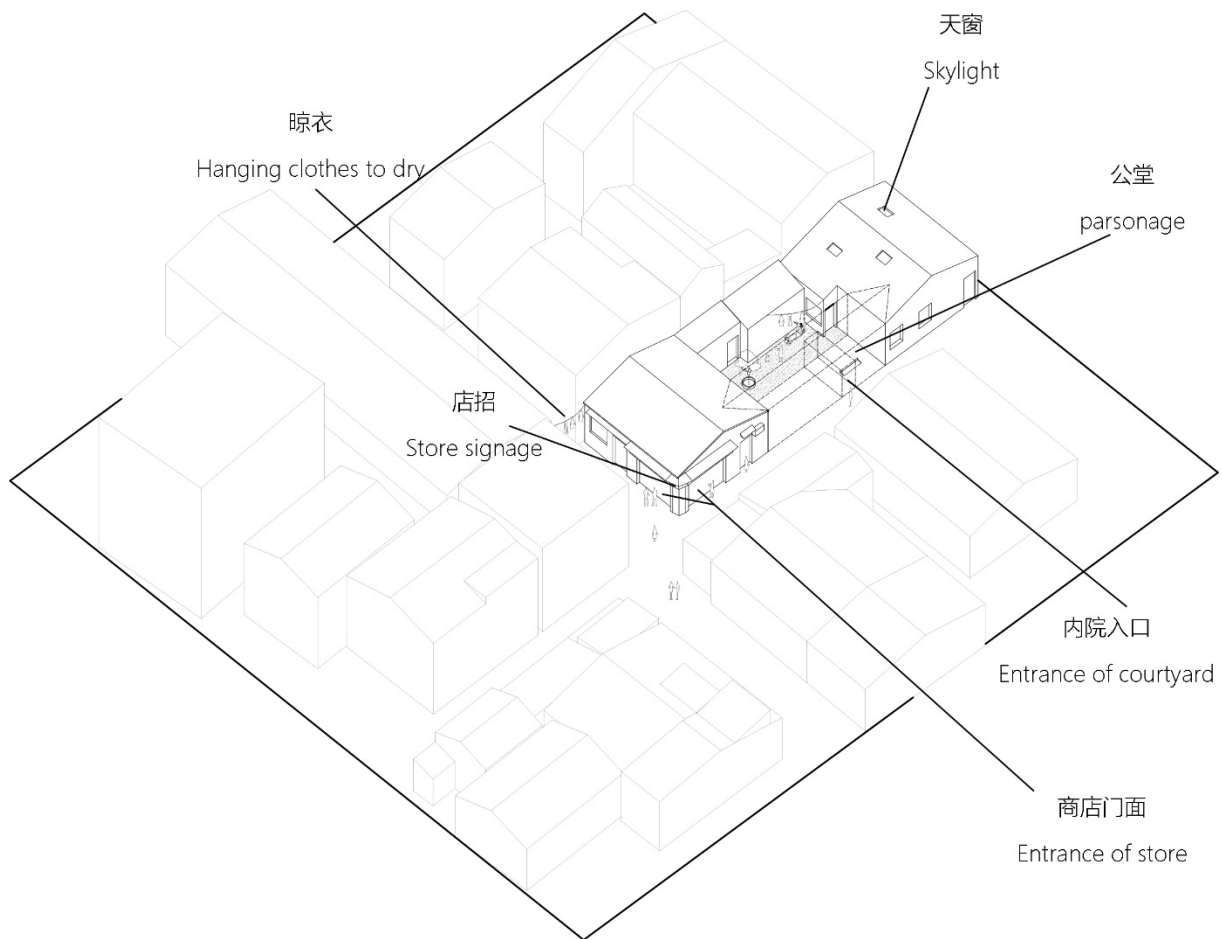 天窗
Skylight
晾衣
Hanging clothes to dry
公堂
parsonage
店招
Store signage
内院入口
Entrance of courtyard
商店门面
Entrance of store